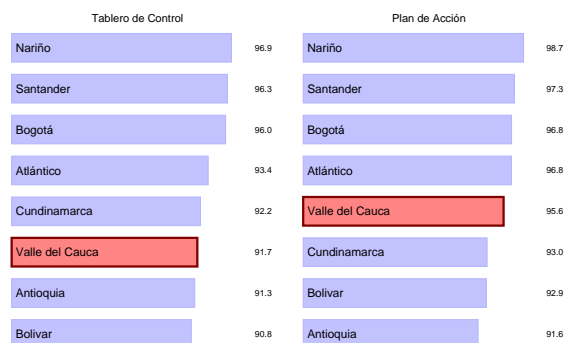 Tablero de Control
Nariño 96.9
Santander 96.3
Bogotá 96.0
Atlántico 93.4
Cundinamarca 92.2
Valle del Cauca 91.7
Antioquia 91.3
Bolivar 90.8
Plan de Acción
Nariño 98.7
Santander 97.3
Bogotá 96.8
Atlántico 96.8
Valle del Cauca 95.6
Cundinamarca 93.0
Bolivar 92.9
Antioquia 91.6